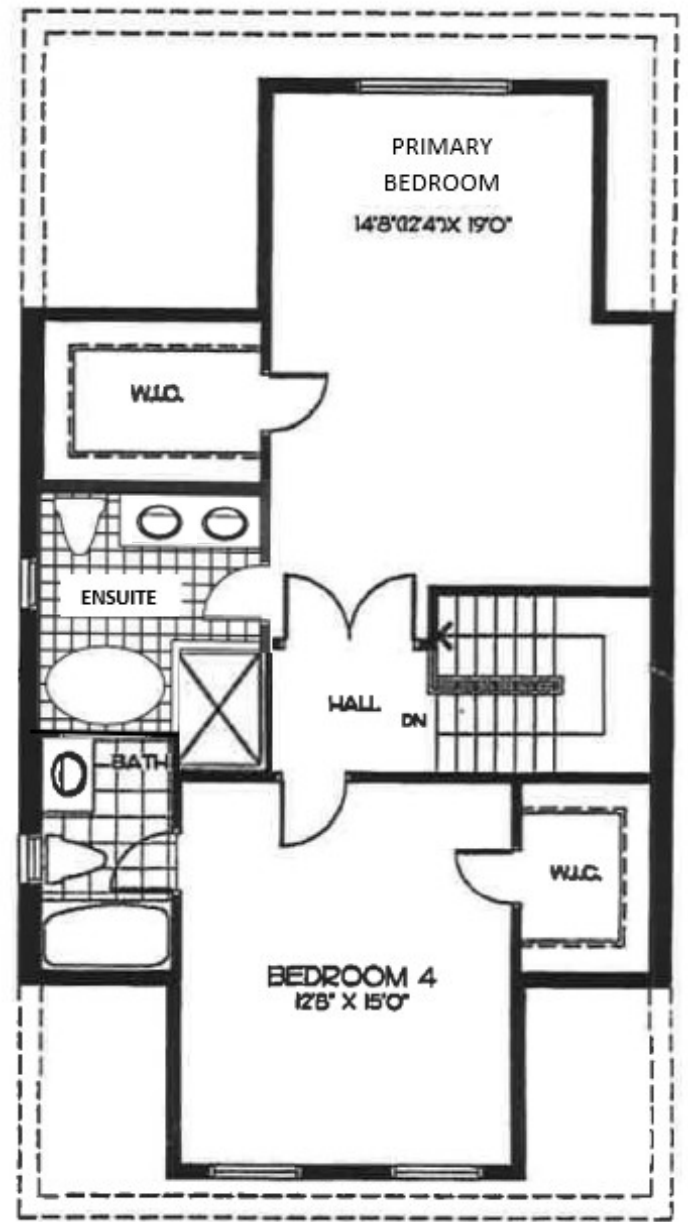 PRIMARY
BEDROOM
14'8"(12'4")X 19'0"
W.I.C.
ENSUITE
HALL
DN
BATH
W.I.C.
BEDROOM 4
12'8" X 15'0"